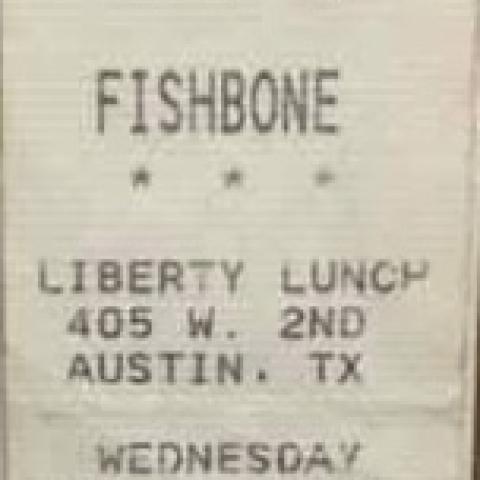 FISHBONE
* * *
LIBERTY LUNCH
405 W. 2ND
AUSTIN. TX
WEDNESDAY